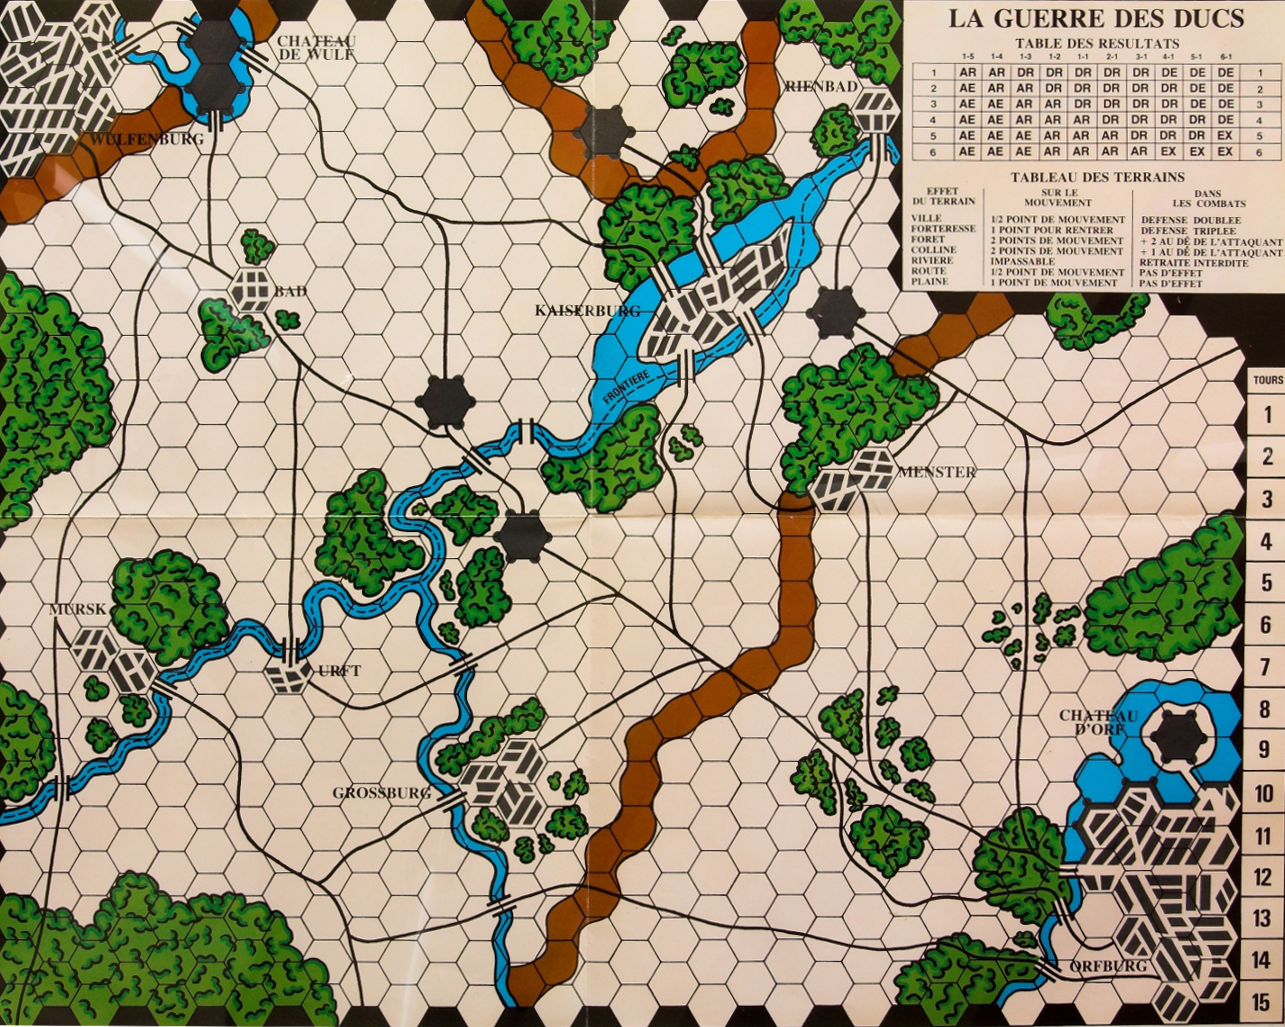 LA GUERRE DES DUCS
TABLE DES RESULTATS
1-5 1-4 1-3 1-2 1-1 2-1 3-1 4-1 5-1 6-1
1 AR AR DR DR DR DR DR DE DE DE 1
2 AE AR AR DR DR DR DR DR DE DE 2
3 AE AE AR AR DR DR DR DR DE DE 3
4 AE AE AR AR AR DR DR DR DR DE 4
5 AE AE AE AR AR AR DR DR DR EX 5
6 AE AE AE AR AR AR AR EX EX EX 6
TABLEAU DES TERRAINS
EFFET DU TERRAIN SUR LE MOUVEMENT DANS LES COMBATS
VILLE 1/2 POINT DE MOUVEMENT DEFENSE DOUBLEE
FORTERESSE 1 POINT POUR RENTRER DEFENSE TRIPLEE
FORET 2 POINTS DE MOUVEMENT + 2 AU DÉ DE L'ATTAQUANT
COLLINE 2 POINTS DE MOUVEMENT + 1 AU DÉ DE L'ATTAQUANT
RIVIERE IMPASSABLE RETRAITE INTERDITE
ROUTE 1/2 POINT DE MOUVEMENT PAS D'EFFET
PLAINE 1 POINT DE MOUVEMENT PAS D'EFFET
CHATEAU
DE WULF
WULFENBURG
RIENBAD
BAD
KAISERBURG
FRONTIERE
MENSTER
MURSK
URFT
GROSSBURG
CHATEAU
D'ORF
ORFBURG
TOURS
1
2
3
4
5
6
7
8
9
10
11
12
13
14
15